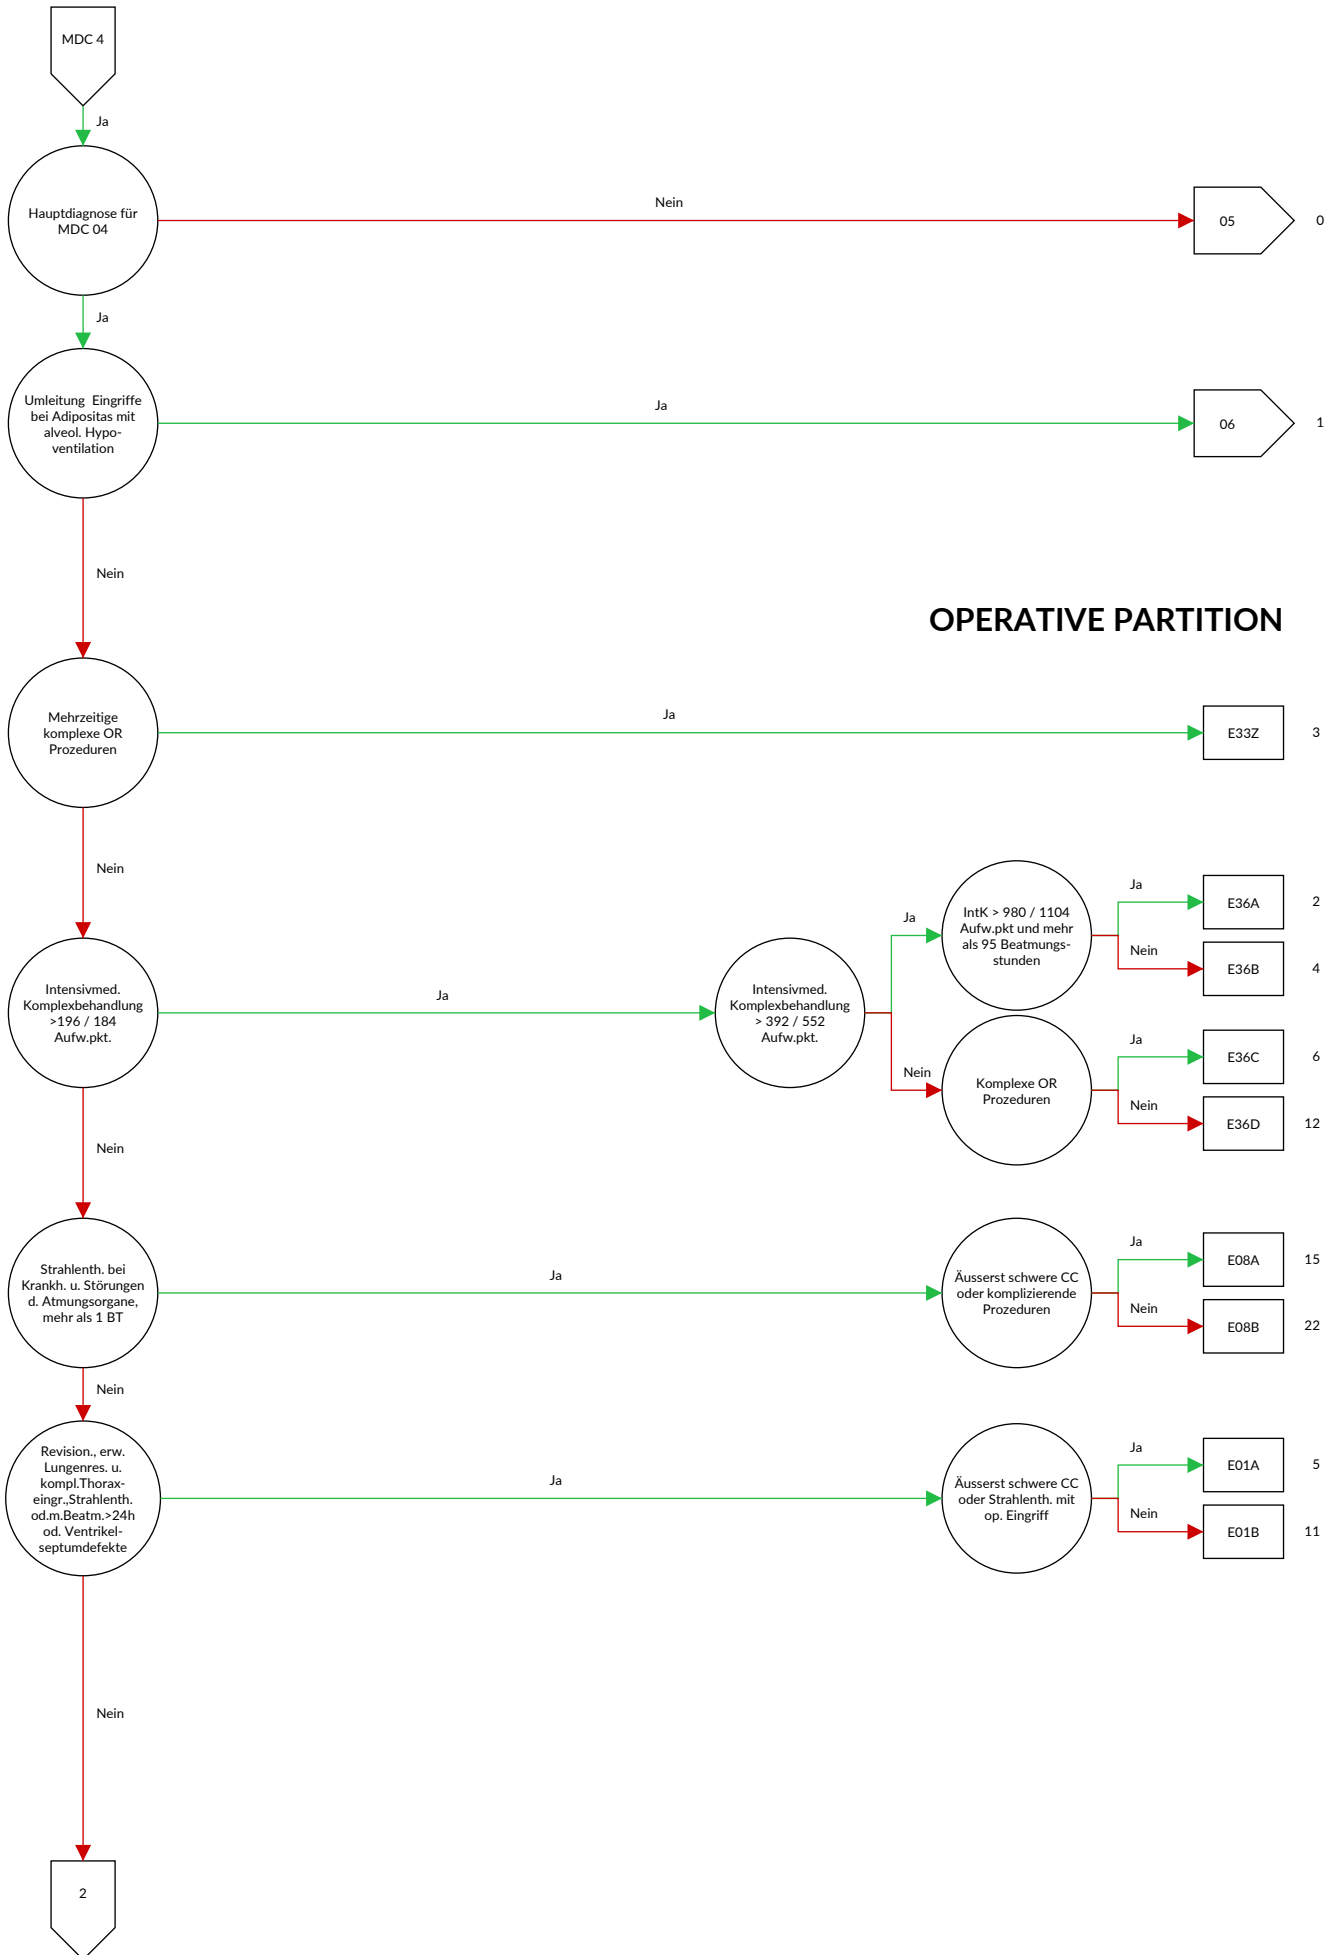 MDC 4
Ja
Hauptdiagnose für
MDC 04
Nein
05
0
Ja
Umleitung Eingriffe
bei Adipositas mit
alveol. Hypo-
ventilation
Ja
06
1
Nein
OPERATIVE PARTITION
Mehrzeitige
komplexe OR
Prozeduren
Ja
E33Z
3
Nein
Intensivmed.
Komplexbehandlung
>196 / 184
Aufw.pkt.
Ja
Intensivmed.
Komplexbehandlung
> 392 / 552
Aufw.pkt.
Ja
IntK > 980 / 1104
Aufw.pkt und mehr
als 95 Beatmungs-
stunden
Ja
E36A
2
Nein
E36B
4
Nein
Komplexe OR
Prozeduren
Ja
E36C
6
Nein
E36D
12
Nein
Strahlenth. bei
Krankh. u. Störungen
d. Atmungsorgane,
mehr als 1 BT
Ja
Äusserst schwere CC
oder komplizierende
Prozeduren
Ja
E08A
15
Nein
E08B
22
Nein
Revision., erw.
Lungenres. u.
kompl.Thorax-
eingr.,Strahlenth.
od.m.Beatm.>24h
od. Ventrikel-
septumdefekte
Ja
Äusserst schwere CC
oder Strahlenth. mit
op. Eingriff
Ja
E01A
5
Nein
E01B
11
Nein
2